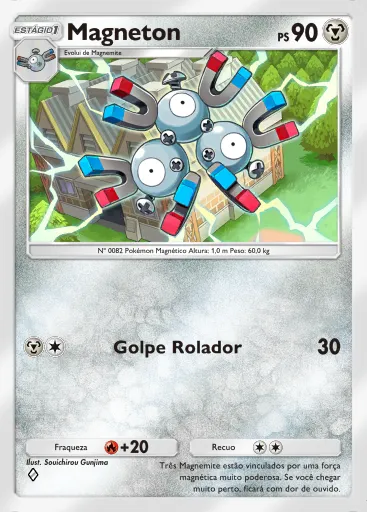 ESTÁGIO 1
Magneton
PS 90
Evolui de Magnemite.
Nº 0082 Pokémon Magnético Altura: 1,0 m Peso: 60,0 kg
Golpe Rolador 30
Fraqueza +20
Recuo
Ilust. Souichirou Gunjima
Três Magnemite estão vinculados por uma força
magnética muito poderosa. Se você chegar
muito perto, ficará com dor de ouvido.